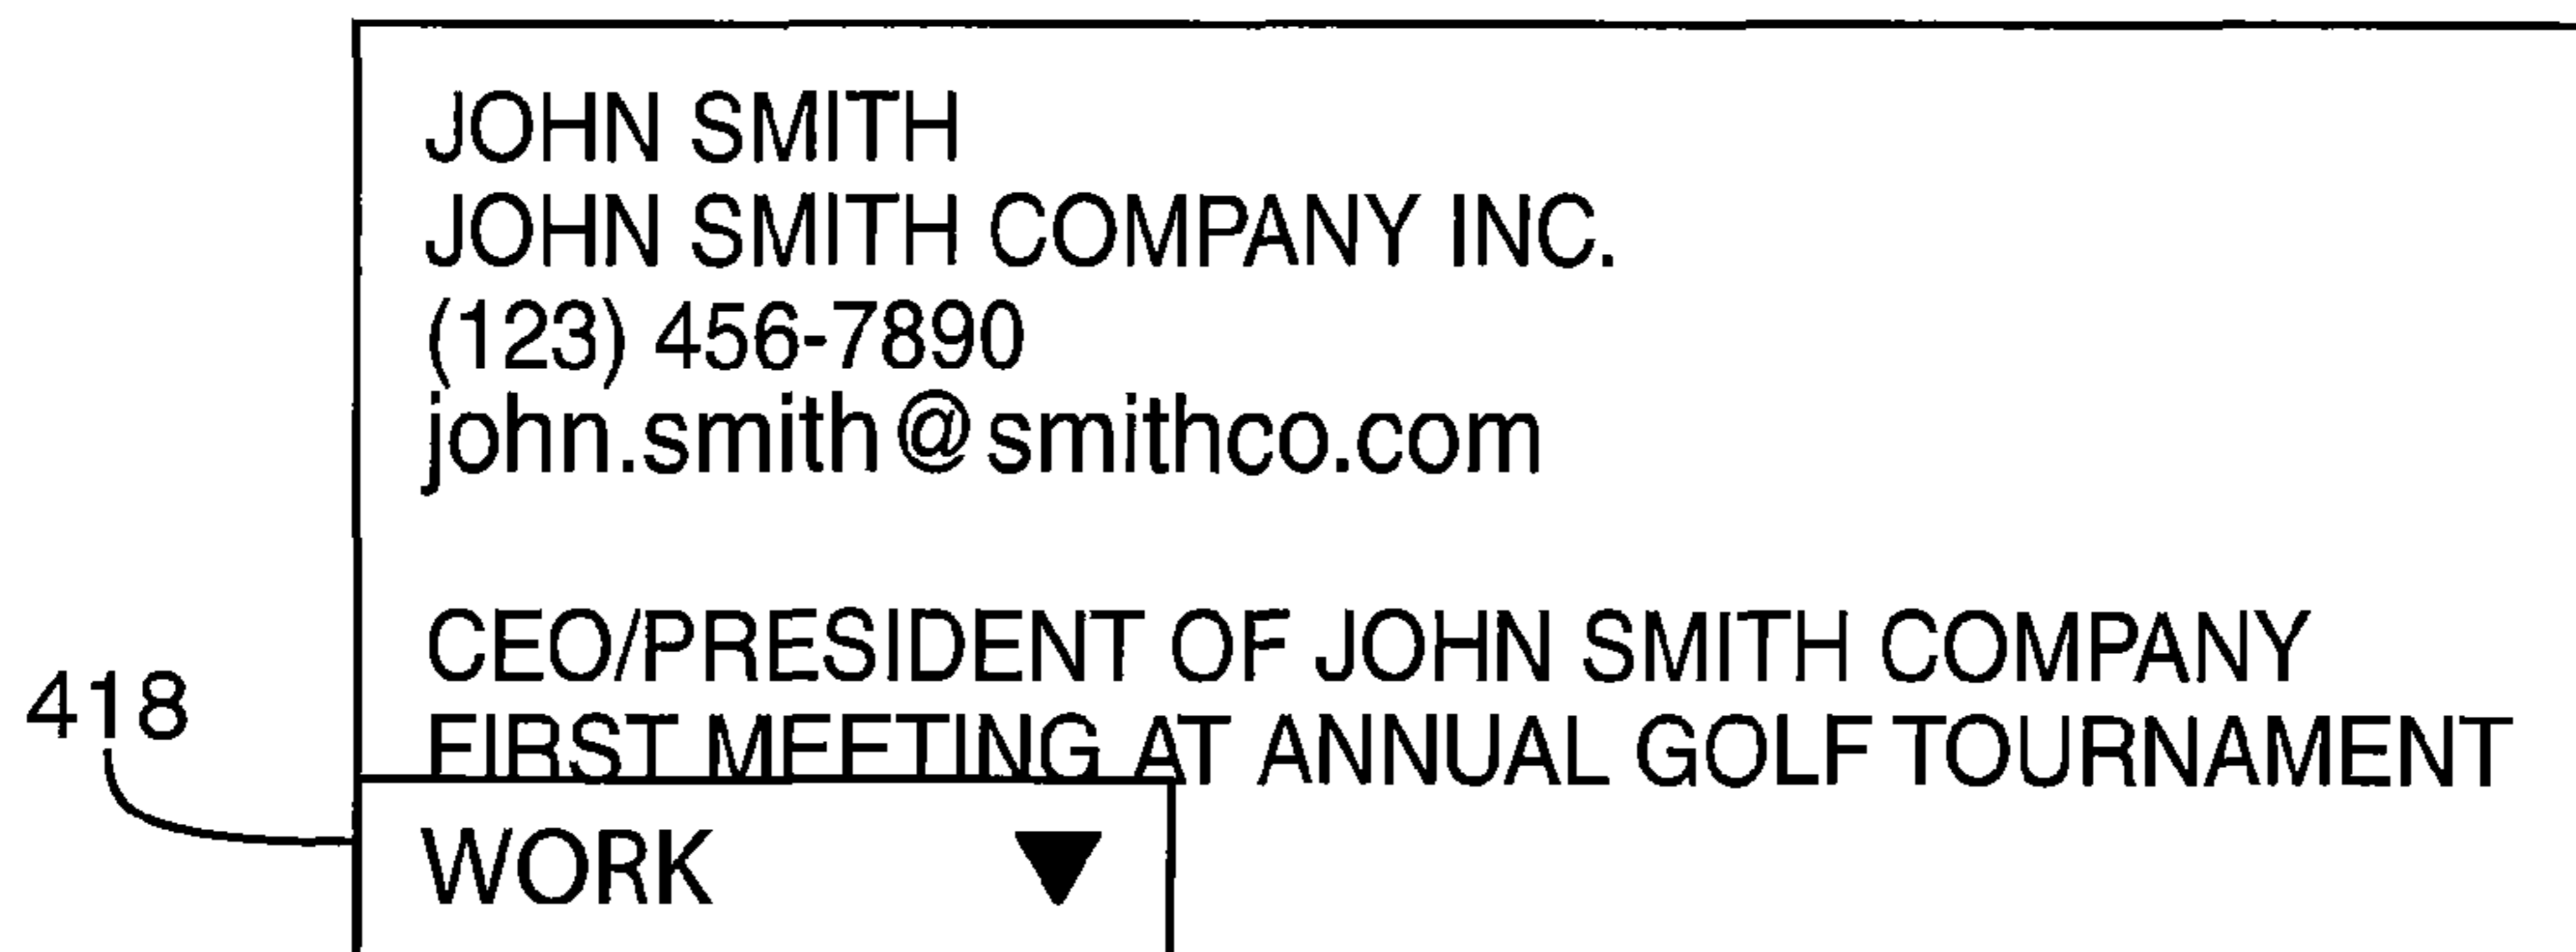 JOHN SMITH
JOHN SMITH COMPANY INC.
(123) 456-7890
john.smith@smithco.com
CEO/PRESIDENT OF JOHN SMITH COMPANY
FIRST MEETING AT ANNUAL GOLF TOURNAMENT
418
WORK